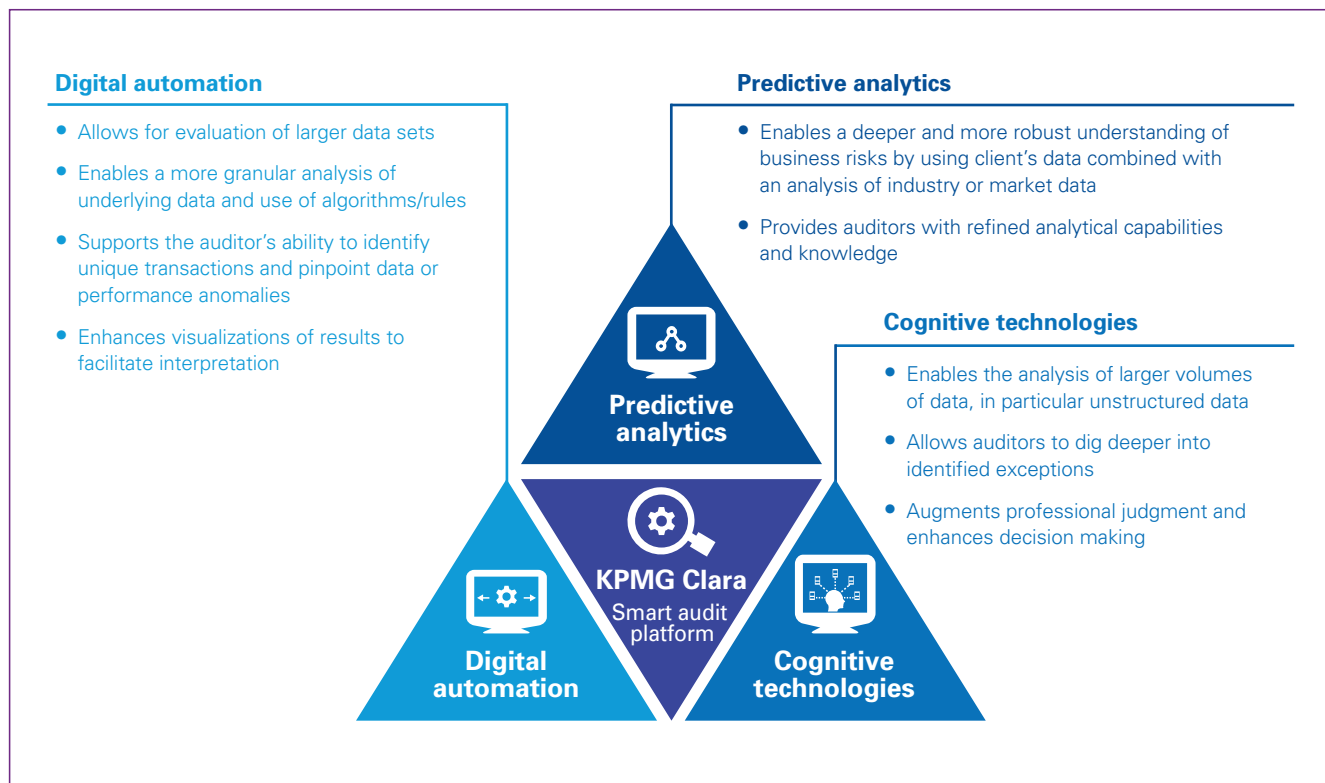 Digital automation
• Allows for evaluation of larger data sets
• Enables a more granular analysis of
underlying data and use of algorithms/rules
• Supports the auditor’s ability to identify
unique transactions and pinpoint data or
performance anomalies
• Enhances visualizations of results to
facilitate interpretation
Predictive analytics
• Enables a deeper and more robust understanding of
business risks by using client’s data combined with
an analysis of industry or market data
• Provides auditors with refined analytical capabilities
and knowledge
Cognitive technologies
• Enables the analysis of larger volumes
of data, in particular unstructured data
• Allows auditors to dig deeper into
identified exceptions
• Augments professional judgment and
enhances decision making
Predictive
analytics
KPMG Clara
Smart audit
platform
Digital
automation
Cognitive
technologies